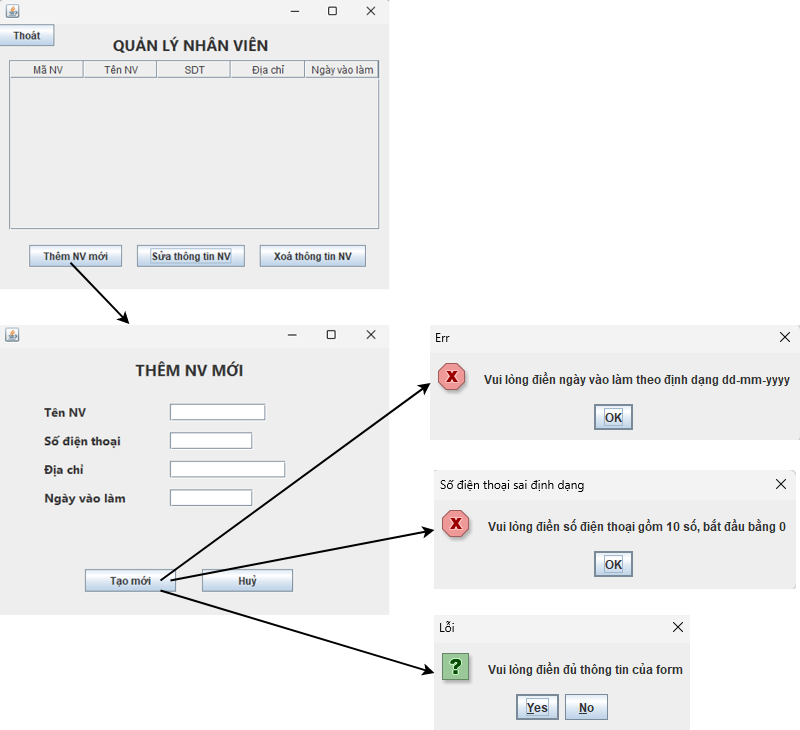 Thoát
QUẢN LÝ NHÂN VIÊN
Mã NV Tên NV SDT Địa chỉ Ngày vào làm
Thêm NV mới Sửa thông tin NV Xoá thông tin NV
THÊM NV MỚI
Tên NV
Số điện thoại
Địa chỉ
Ngày vào làm
Tạo mới Huỷ
Err
Vui lòng điền ngày vào làm theo định dạng dd-mm-yyyy
OK
Số điện thoại sai định dạng
Vui lòng điền số điện thoại gồm 10 số, bắt đầu bằng 0
OK
Lỗi
Vui lòng điền đủ thông tin của form
Yes No